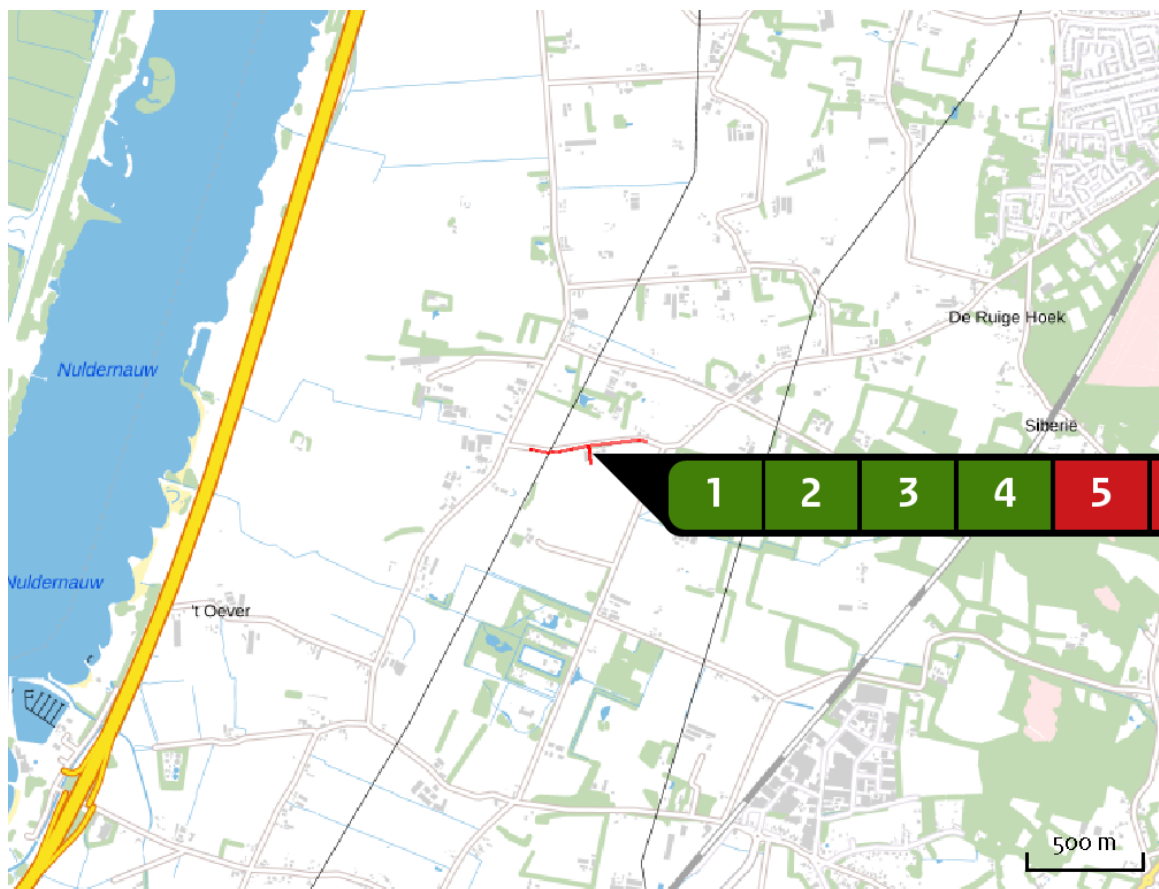 De Ruige Hoek
Nuldernauw
Siberië
1 2 3 4 5
Nuldernauw
't Oever
500 m